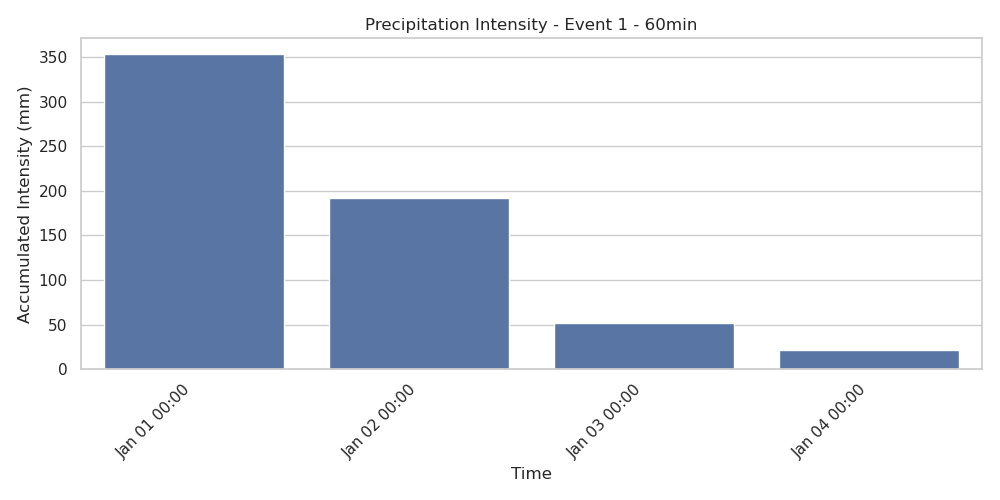 Precipitation Intensity - Event 1 - 60min
Accumulated Intensity (mm)
350
300
250
200
150
100
50
0
Jan 01 00:00
Jan 02 00:00
Jan 03 00:00
Jan 04 00:00
Time